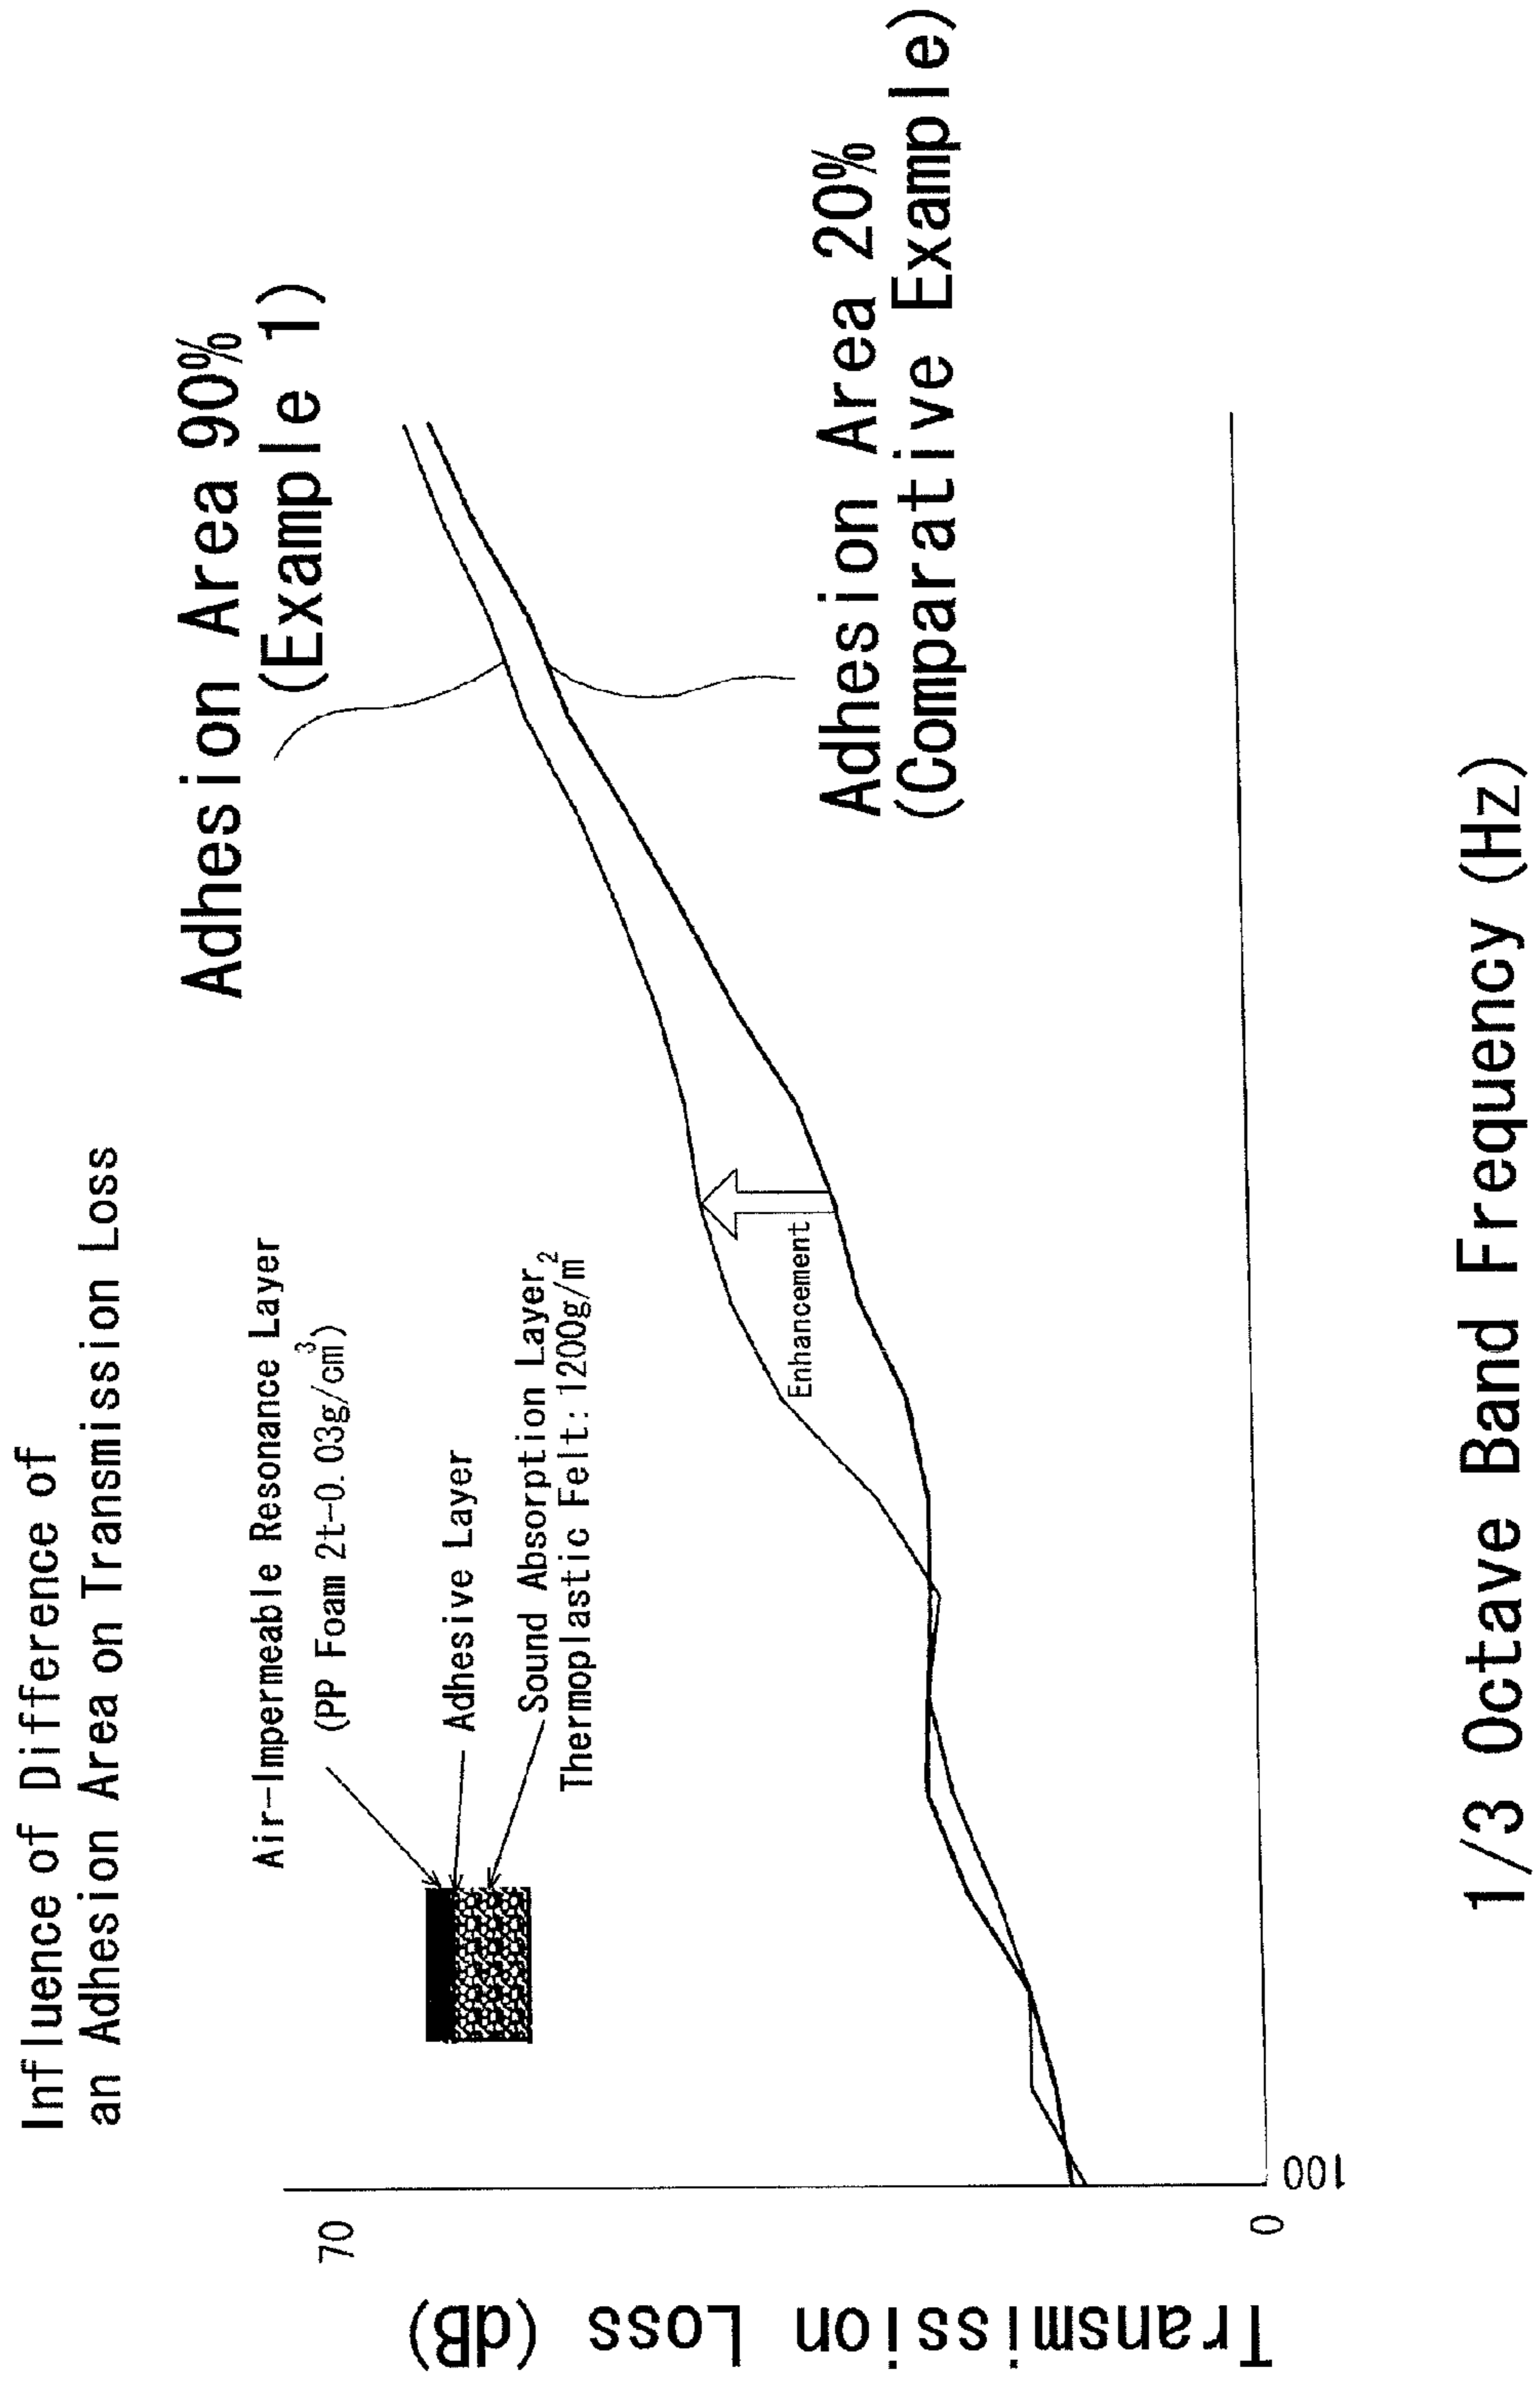 Influence of Difference of
an Adhesion Area on Transmission Loss
Air-Impermeable Resonance Layer
(PP Foam 2t-0.03g/cm³)
Adhesive Layer
Sound Absorption Layer
Thermoplastic Felt:1200g/m²
Adhesion Area 90%
(Example 1)
Enhancement
Adhesion Area 20%
(Comparative Example)
Transmission Loss (dB)
70
0
100
1/3 Octave Band Frequency (Hz)